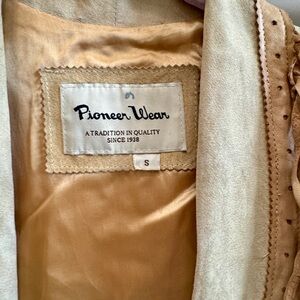 Pioneer Wear
A TRADITION IN QUALITY
SINCE 1938
S